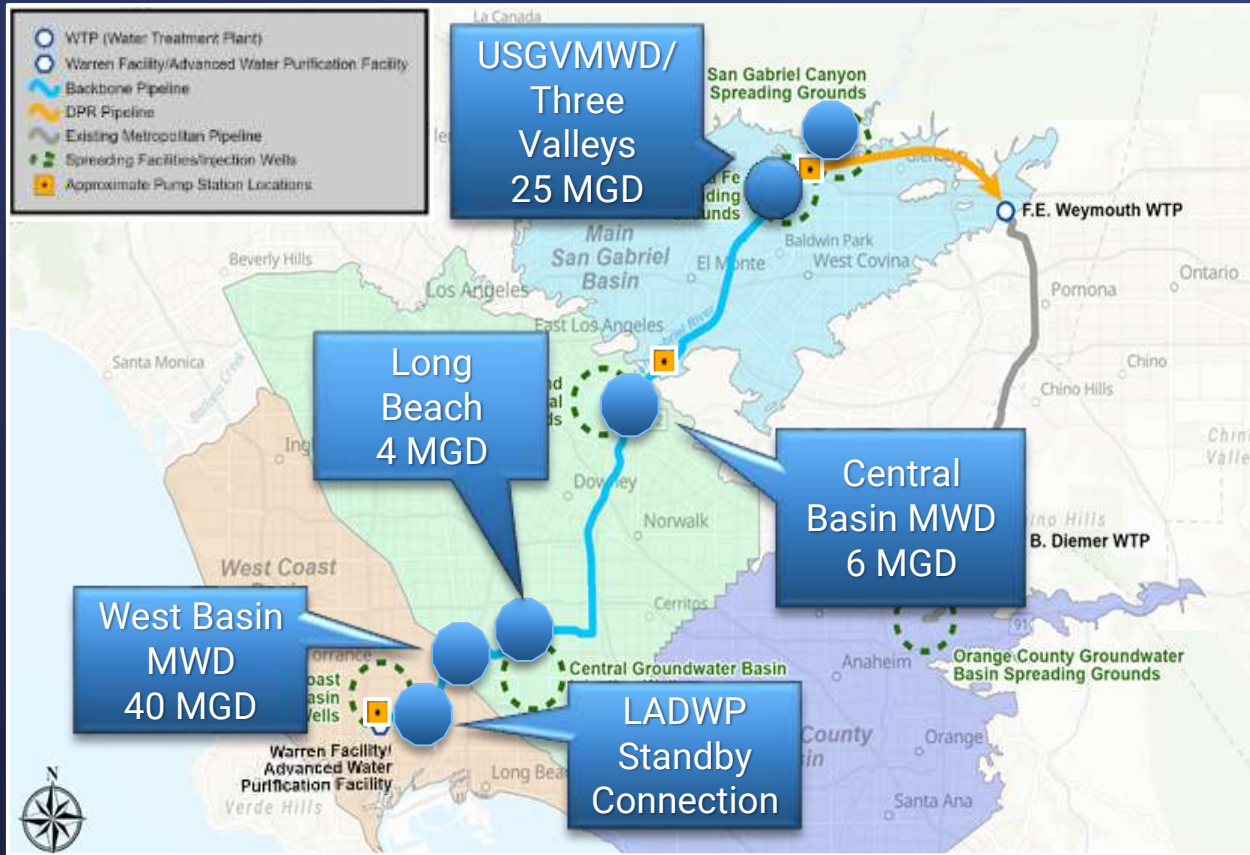 La Canada
WTP (Water Treatment Plant)
Warren Facility/Advanced Water Purification Facility
Backbone Pipeline
DPR Pipeline
Existing Metropolitan Pipeline
Spreading Facilities/Injection Wells
Approximate Pump Station Locations
USGVMWD/
Three
Valleys
25 MGD
San Gabriel Canyon
Spreading Grounds
Fe
F.E. Weymouth WTP
Main
San Gabriel
Basin
Baldwin Park
El Monte
West Covina
Beverly Hills
Los Angeles
Pomona
Ontario
East Los Angeles
River
Santa Monica
Chino
Chino Hills
Long
Beach
4 MGD
Downey
Norwalk
Central
Basin MWD
6 MGD
Hills
B. Diemer WTP
West Coast
Cerritos
West Basin
MWD
40 MGD
Anaheim
91
Orange County Groundwater
Basin Spreading Grounds
Central Groundwater Basin
Warren Facility/
Advanced Water
Purification Facility
LADWP
Standby
Connection
County
Orange
Long
Santa Ana
N
Verde Hills